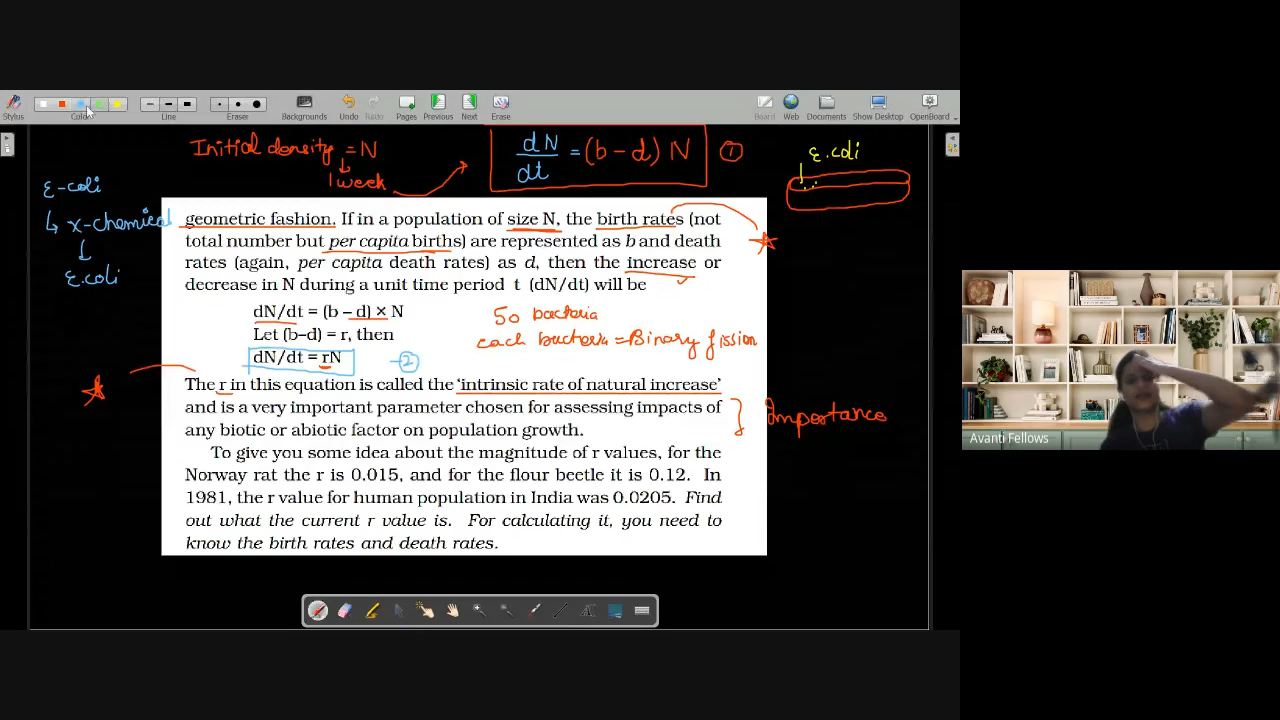 Stylus
Color
Line
Eraser
Backgrounds
Undo
Redo
Pages
Previous
Next
Erase
Board
Web
Documents
Show Desktop
OpenBoard
Initial density = N
1 week
dN/dt = (b - d) N ①
E.coli
E-coli
↳ x-chemical
↓
E.coli
geometric fashion. If in a population of size N, the birth rates (not
total number but per capita births) are represented as b and death
rates (again, per capita death rates) as d, then the increase or
decrease in N during a unit time period t (dN/dt) will be
dN/dt = (b – d) × N
Let (b–d) = r, then
dN/dt = rN
②
50 bacteria
each bacteria = Binary fission
The r in this equation is called the ‘intrinsic rate of natural increase’
and is a very important parameter chosen for assessing impacts of
any biotic or abiotic factor on population growth.
Importance
To give you some idea about the magnitude of r values, for the
Norway rat the r is 0.015, and for the flour beetle it is 0.12. In
1981, the r value for human population in India was 0.0205. Find
out what the current r value is. For calculating it, you need to
know the birth rates and death rates.
Avanti Fellows